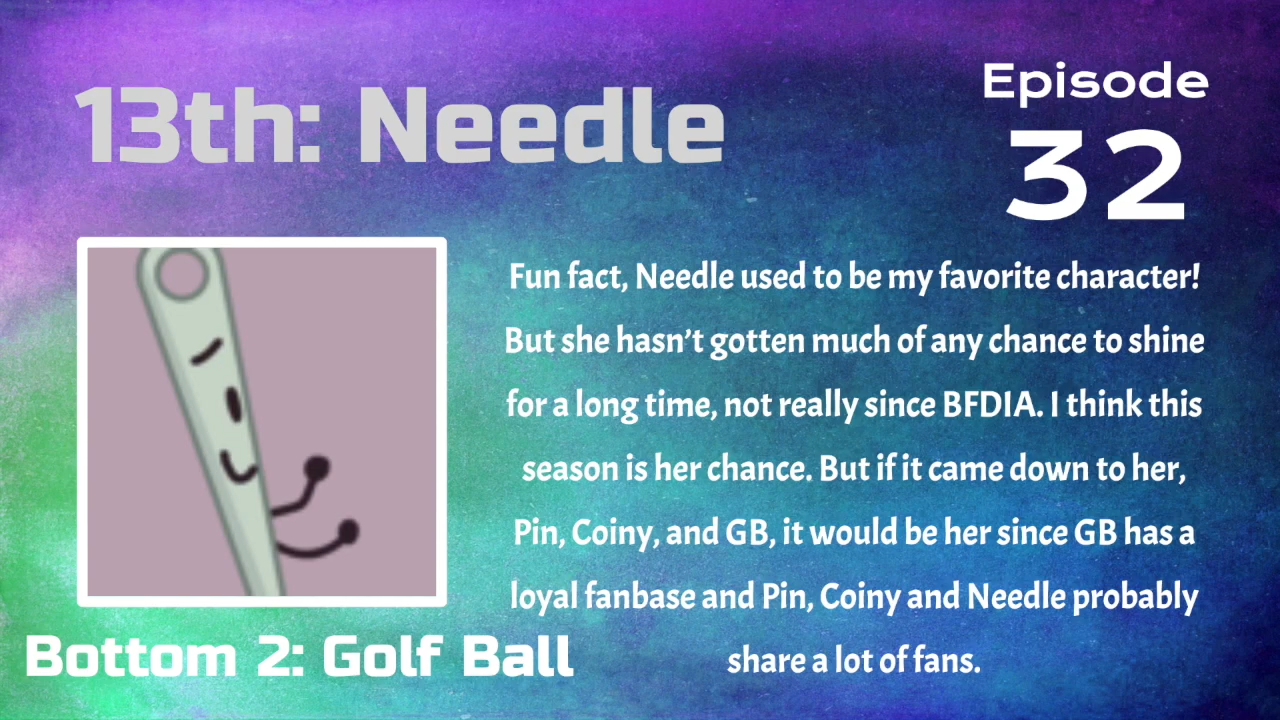 13th: Needle
Episode
32
Fun fact, Needle used to be my favorite character!
But she hasn’t gotten much of any chance to shine
for a long time, not really since BFDIA. I think this
season is her chance. But if it came down to her,
Pin, Coiny, and GB, it would be her since GB has a
loyal fanbase and Pin, Coiny and Needle probably
share a lot of fans.
Bottom 2: Golf Ball